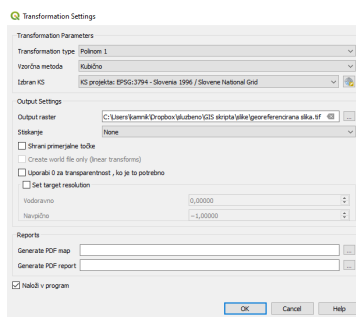 Transformation Settings
Transformation Parameters
Transformation type Polinom 1
Vzorčna metoda Kubično
Izbran KS KS projekta: EPSG:3794 - Slovenia 1996 / Slovene National Grid
Output Settings
Output raster C:\Users\kamnik\Dropbox\sluzbeno\GIS skripta\slike\georeferencirana slika.tif ...
Stiskanje None
Shrani primerjalne točke
Create world file only (linear transforms)
Uporabi 0 za transparentnost , ko je to potrebno
Set target resolution
Vodoravno 0,00000
Navpično -1,00000
Reports
Generate PDF map ...
Generate PDF report ...
Naloži v program
OK Cancel Help